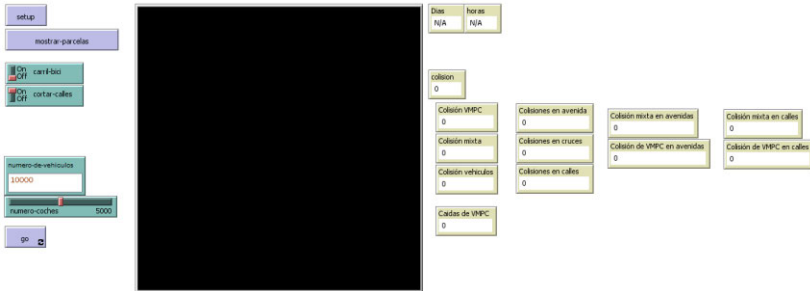 setup
mostrar-parcelas
On
Off
carril-bici
On
Off
cortar-calles
numero-de-vehiculos
10000
numero-coches 5000
go
Dias
N/A
horas
N/A
colision
0
Colisión VMPC
0
Colisiones en avenida
0
Colisión mixta en avenidas
0
Colisión mixta en calles
0
Colisión mixta
0
Colisiones en cruces
0
Colisión de VMPC en avenidas
0
Colisión de VMPC en calles
0
Colisión vehiculos
0
Colisiones en calles
0
Caidas de VMPC
0